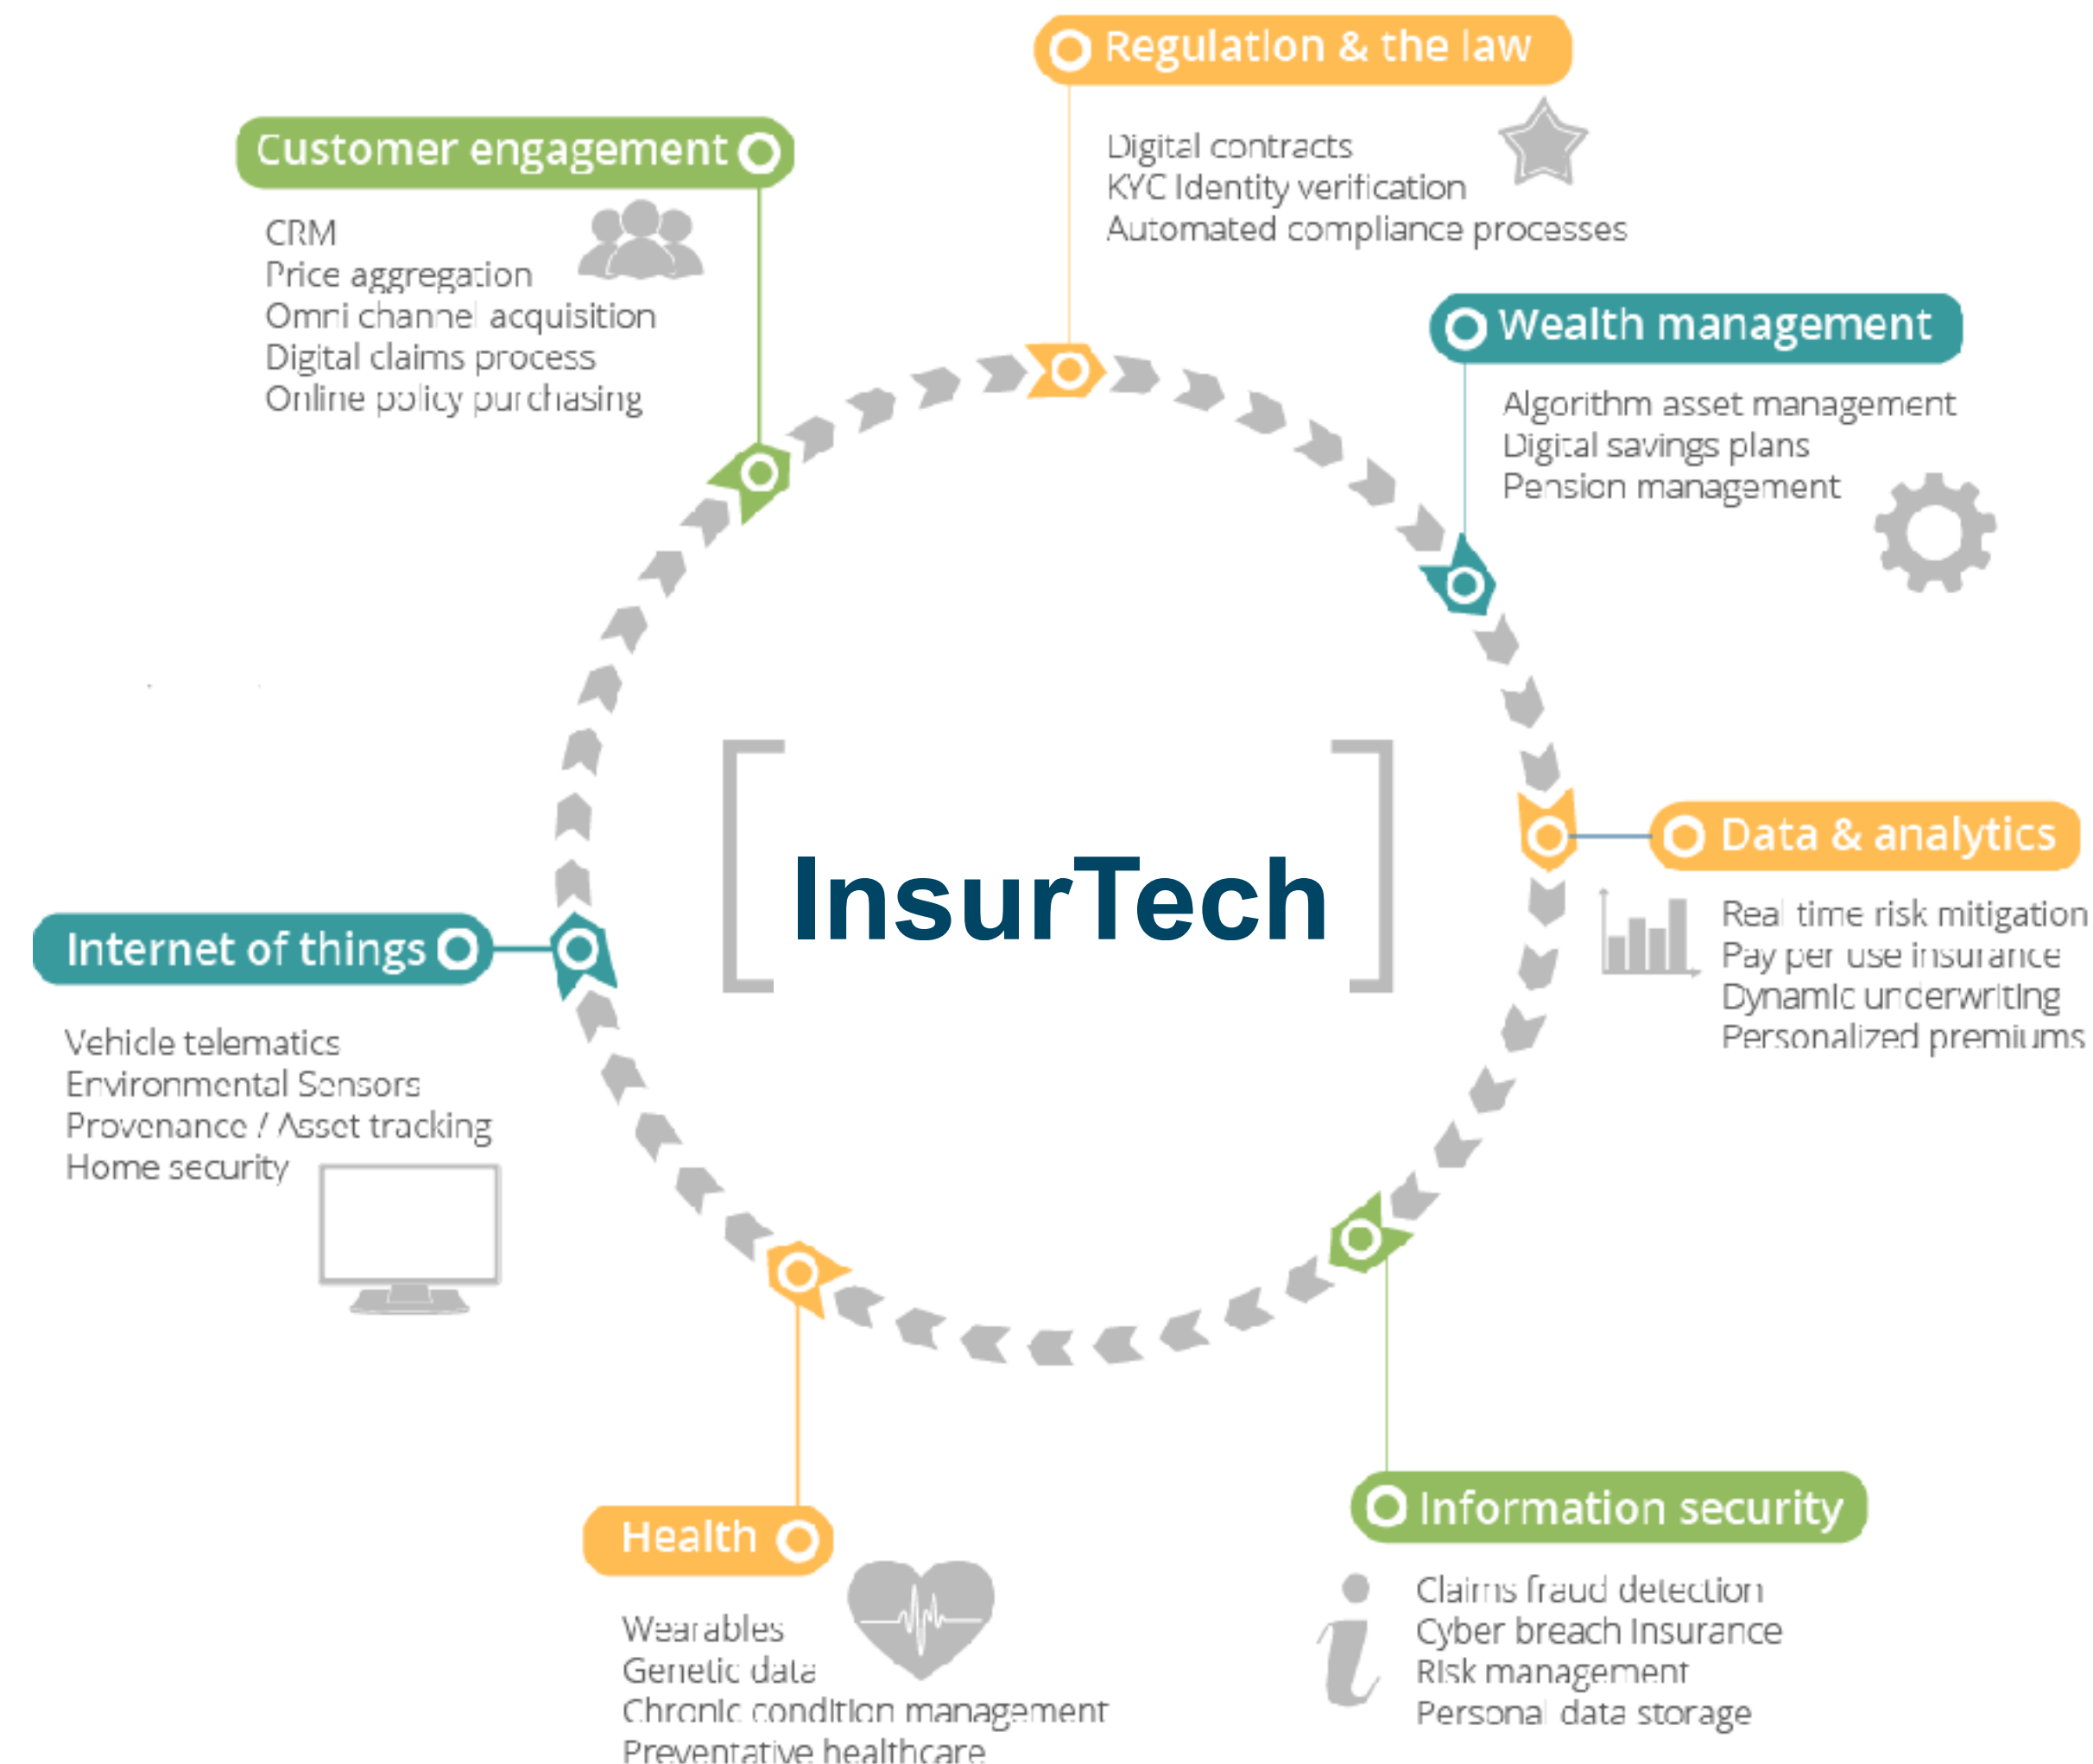 Regulation & the law
Digital contracts
KYC Identity verification
Automated compliance processes
Customer engagement
CRM
Price aggregation
Omni channel acquisition
Digital claims process
Online policy purchasing
Wealth management
Algorithm asset management
Digital savings plans
Pension management
InsurTech
Data & analytics
Real time risk mitigation
Pay per use insurance
Dynamic underwriting
Personalized premiums
Internet of things
Vehicle telematics
Environmental Sensors
Provenance / Asset tracking
Home security
Health
Wearables
Genetic data
Chronic condition management
Preventative healthcare
Information security
i
Claims fraud detection
Cyber breach Insurance
Risk management
Personal data storage